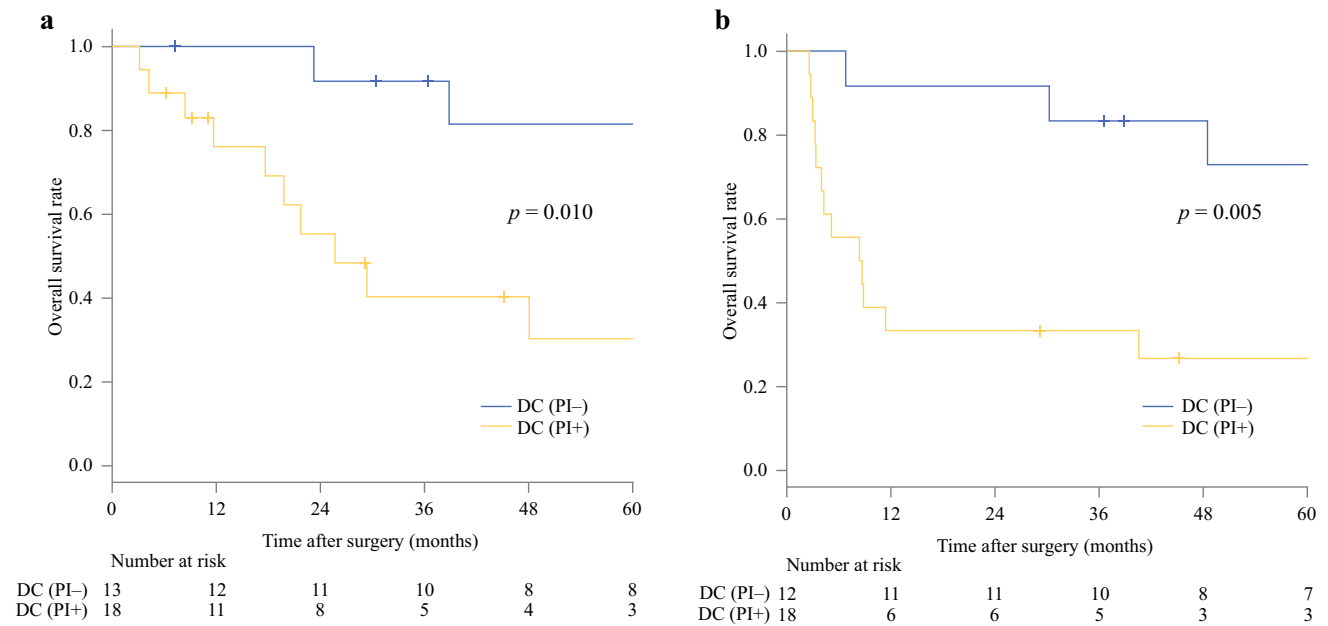 a
1.0
0.8
0.6
0.4
0.2
0.0
Overall survival rate
p = 0.010
DC (PI–)
DC (PI+)
0 12 24 36 48 60
Time after surgery (months)
Number at risk
DC (PI–) 13 12 11 10 8 8
DC (PI+) 18 11 8 5 4 3
b
1.0
0.8
0.6
0.4
0.2
0.0
Overall survival rate
p = 0.005
DC (PI–)
DC (PI+)
0 12 24 36 48 60
Time after surgery (months)
Number at risk
DC (PI–) 12 11 11 10 8 7
DC (PI+) 18 6 6 5 3 3